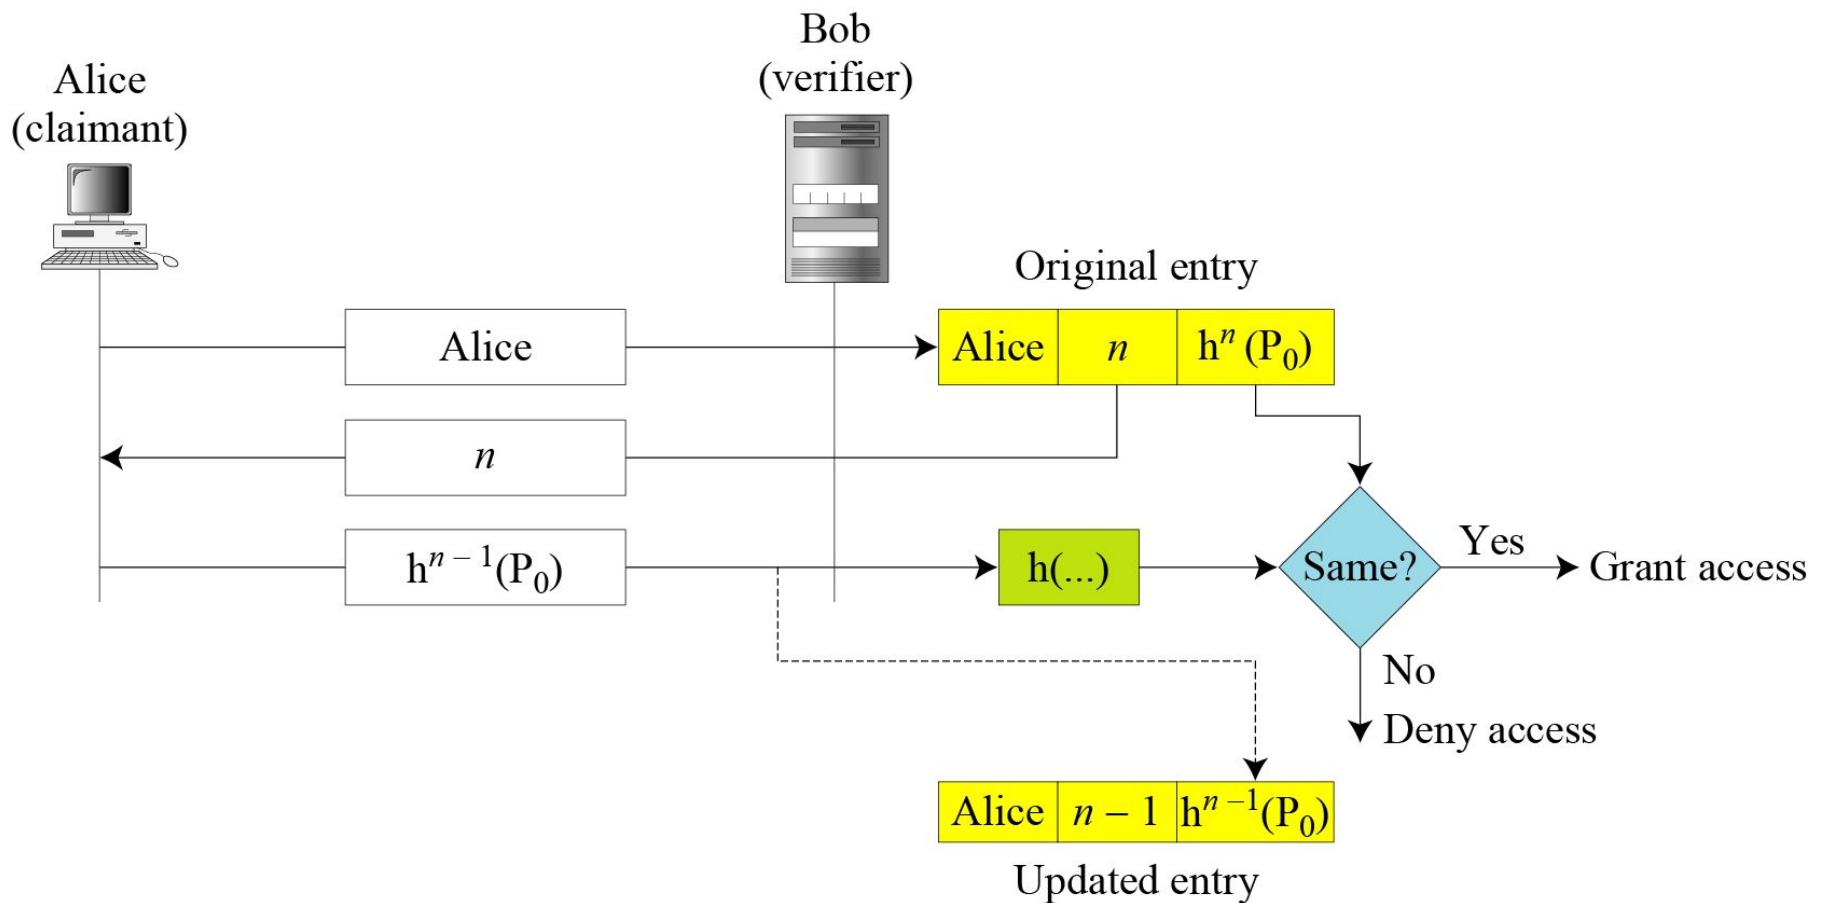 Alice
(claimant)
Bob
(verifier)
Original entry
Alice
Alice n hⁿ (P₀)
n
hⁿ ⁻ ¹(P₀)
h(...)
Same?
Yes
Grant access
No
Deny access
Alice n – 1 hⁿ ⁻¹(P₀)
Updated entry